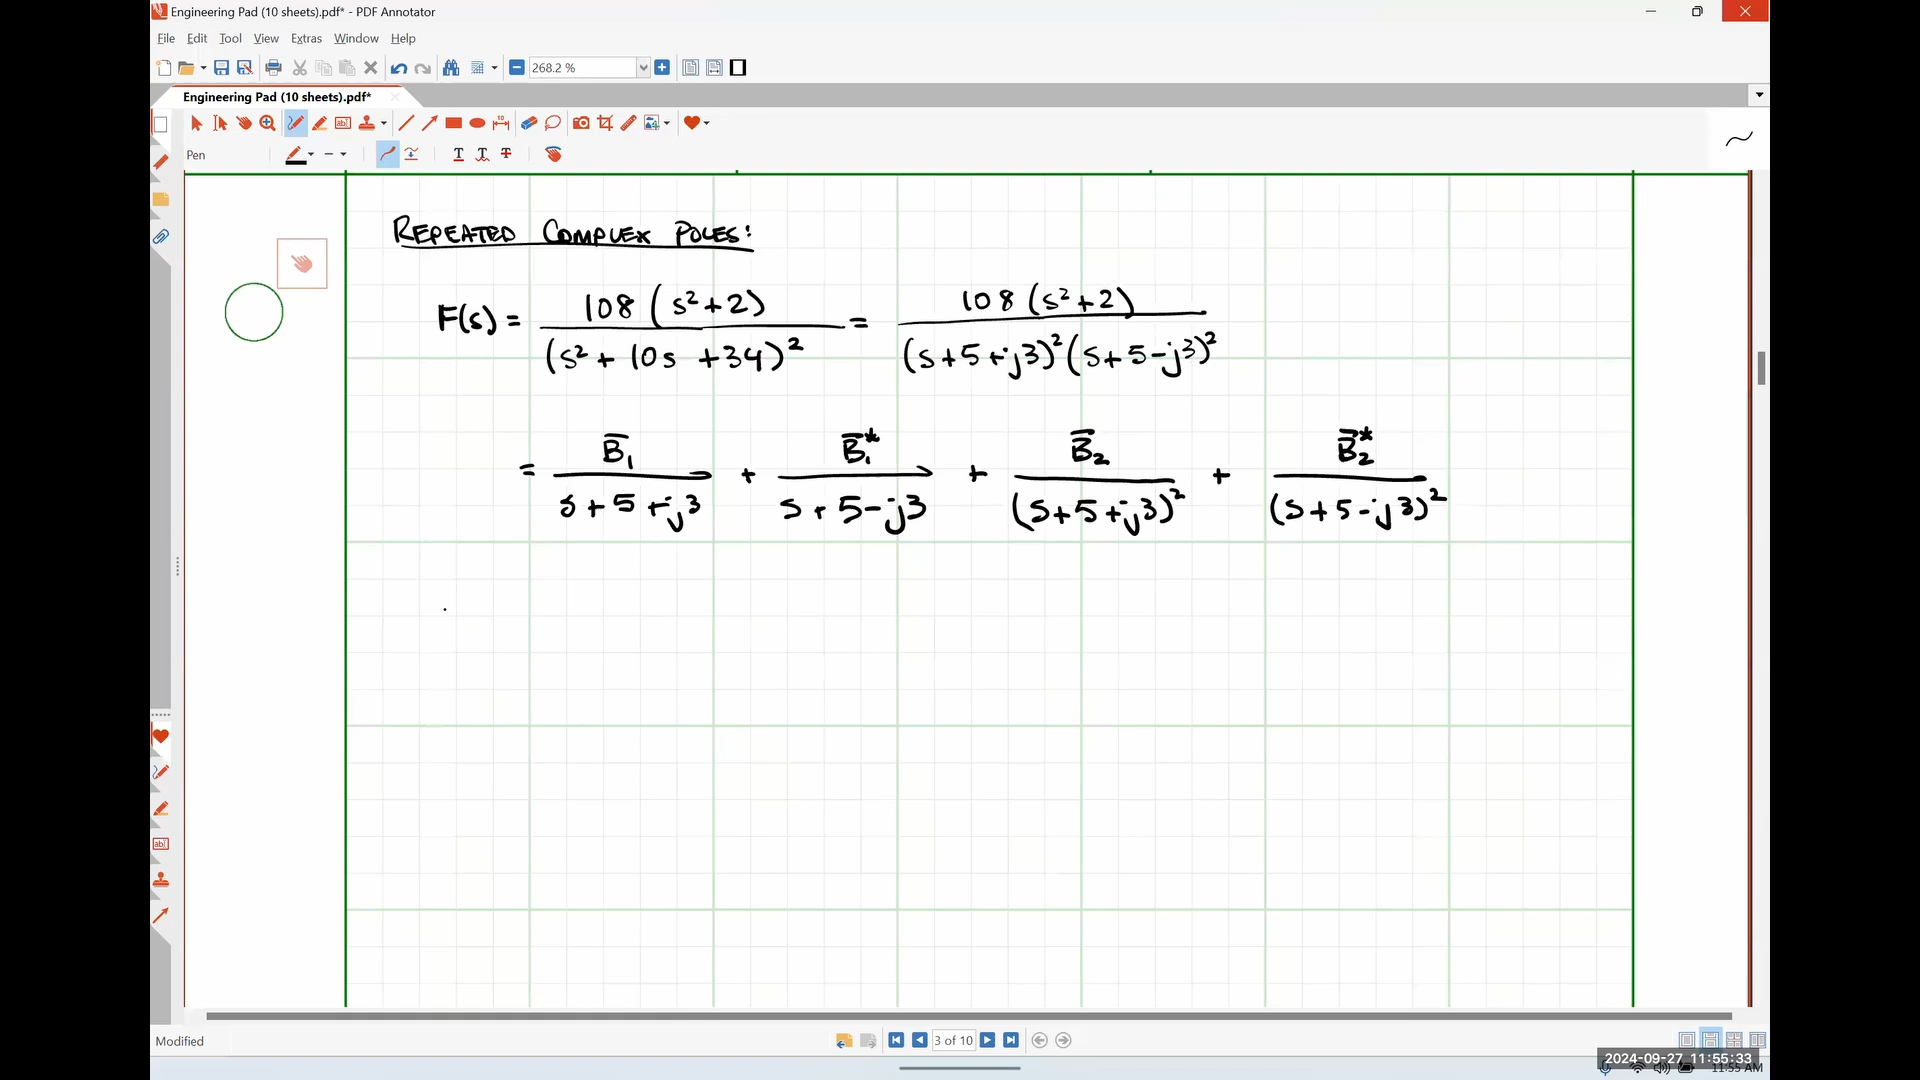 Engineering Pad (10 sheets).pdf* - PDF Annotator
File Edit Tool View Extras Window Help
268.2 %
Engineering Pad (10 sheets).pdf*
Pen
REPEATED COMPLEX POLES:
F(s) = 108 (s²+2) / (s² + 10s + 34)² = 108 (s²+2) / (s+5+j3)² (s+5-j3)²
= B̅₁ / s+5+j3 + B̅₁* / s+5-j3 + B̅₂ / (s+5+j3)² + B̅₂* / (s+5-j3)²
Modified
3 of 10
2024-09-27 11:55:33
11:55 AM